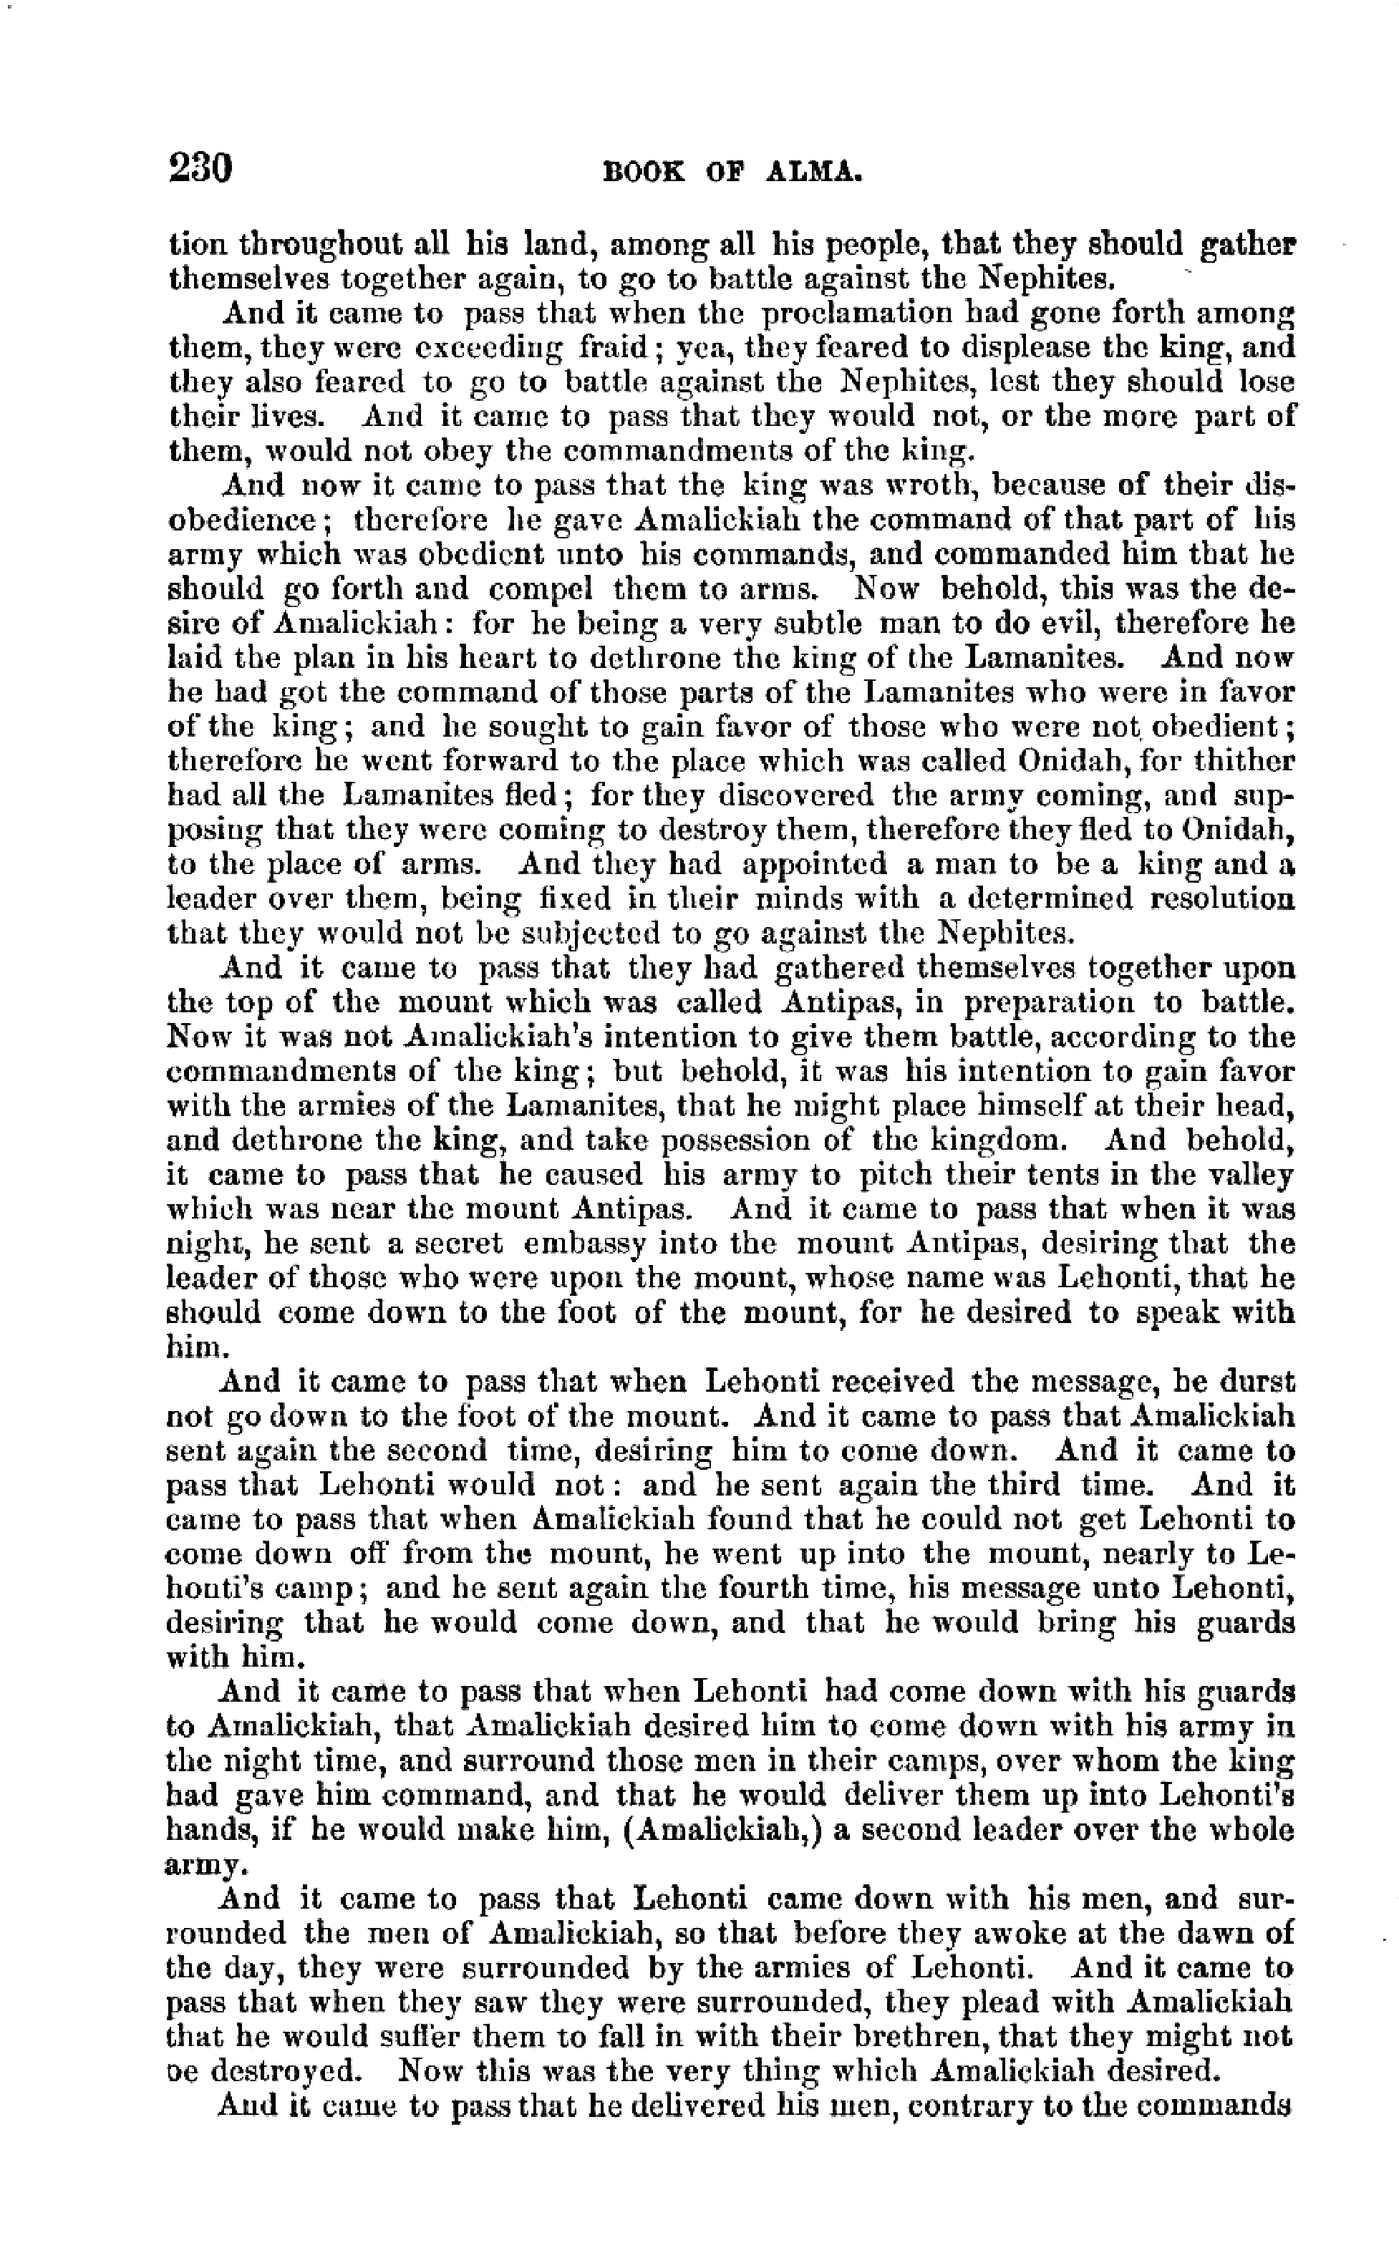 230 BOOK OF ALMA.
tion throughout all his land, among all his people, that they should gather
themselves together again, to go to battle against the Nephites.
And it came to pass that when the proclamation had gone forth among
them, they were exceeding fraid; yea, they feared to displease the king, and
they also feared to go to battle against the Nephites, lest they should lose
their lives. And it came to pass that they would not, or the more part of
them, would not obey the commandments of the king.
And now it came to pass that the king was wroth, because of their dis-
obedience; therefore he gave Amalickiah the command of that part of his
army which was obedient unto his commands, and commanded him that he
should go forth and compel them to arms. Now behold, this was the de-
sire of Amalickiah: for he being a very subtle man to do evil, therefore he
laid the plan in his heart to dethrone the king of the Lamanites. And now
he had got the command of those parts of the Lamanites who were in favor
of the king; and he sought to gain favor of those who were not obedient;
therefore he went forward to the place which was called Onidah, for thither
had all the Lamanites fled; for they discovered the army coming, and sup-
posing that they were coming to destroy them, therefore they fled to Onidah,
to the place of arms. And they had appointed a man to be a king and a
leader over them, being fixed in their minds with a determined resolution
that they would not be subjected to go against the Nephites.
And it came to pass that they had gathered themselves together upon
the top of the mount which was called Antipas, in preparation to battle.
Now it was not Amalickiah's intention to give them battle, according to the
commandments of the king; but behold, it was his intention to gain favor
with the armies of the Lamanites, that he might place himself at their head,
and dethrone the king, and take possession of the kingdom. And behold,
it came to pass that he caused his army to pitch their tents in the valley
which was near the mount Antipas. And it came to pass that when it was
night, he sent a secret embassy into the mount Antipas, desiring that the
leader of those who were upon the mount, whose name was Lehonti, that he
should come down to the foot of the mount, for he desired to speak with
him.
And it came to pass that when Lehonti received the message, he durst
not go down to the foot of the mount. And it came to pass that Amalickiah
sent again the second time, desiring him to come down. And it came to
pass that Lehonti would not: and he sent again the third time. And it
came to pass that when Amalickiah found that he could not get Lehonti to
come down off from the mount, he went up into the mount, nearly to Le-
honti's camp; and he sent again the fourth time, his message unto Lehonti,
desiring that he would come down, and that he would bring his guards
with him.
And it came to pass that when Lehonti had come down with his guards
to Amalickiah, that Amalickiah desired him to come down with his army in
the night time, and surround those men in their camps, over whom the king
had gave him command, and that he would deliver them up into Lehonti's
hands, if he would make him, (Amalickiah,) a second leader over the whole
army.
And it came to pass that Lehonti came down with his men, and sur-
rounded the men of Amalickiah, so that before they awoke at the dawn of
the day, they were surrounded by the armies of Lehonti. And it came to
pass that when they saw they were surrounded, they plead with Amalickiah
that he would suffer them to fall in with their brethren, that they might not
be destroyed. Now this was the very thing which Amalickiah desired.
And it came to pass that he delivered his men, contrary to the commands